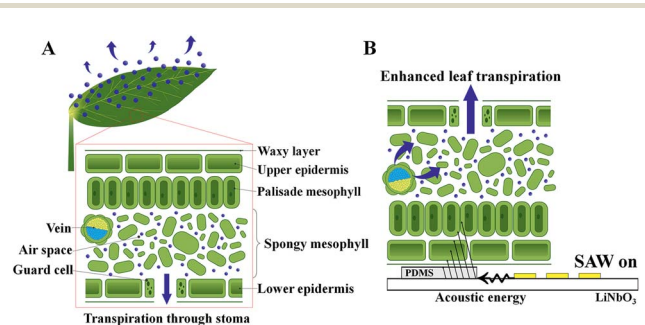 A
Waxy layer
Upper epidermis
Palisade mesophyll
Vein
Air space
Spongy mesophyll
Guard cell
Lower epidermis
Transpiration through stoma
B
Enhanced leaf transpiration
PDMS
SAW on
Acoustic energy
LiNbO₃